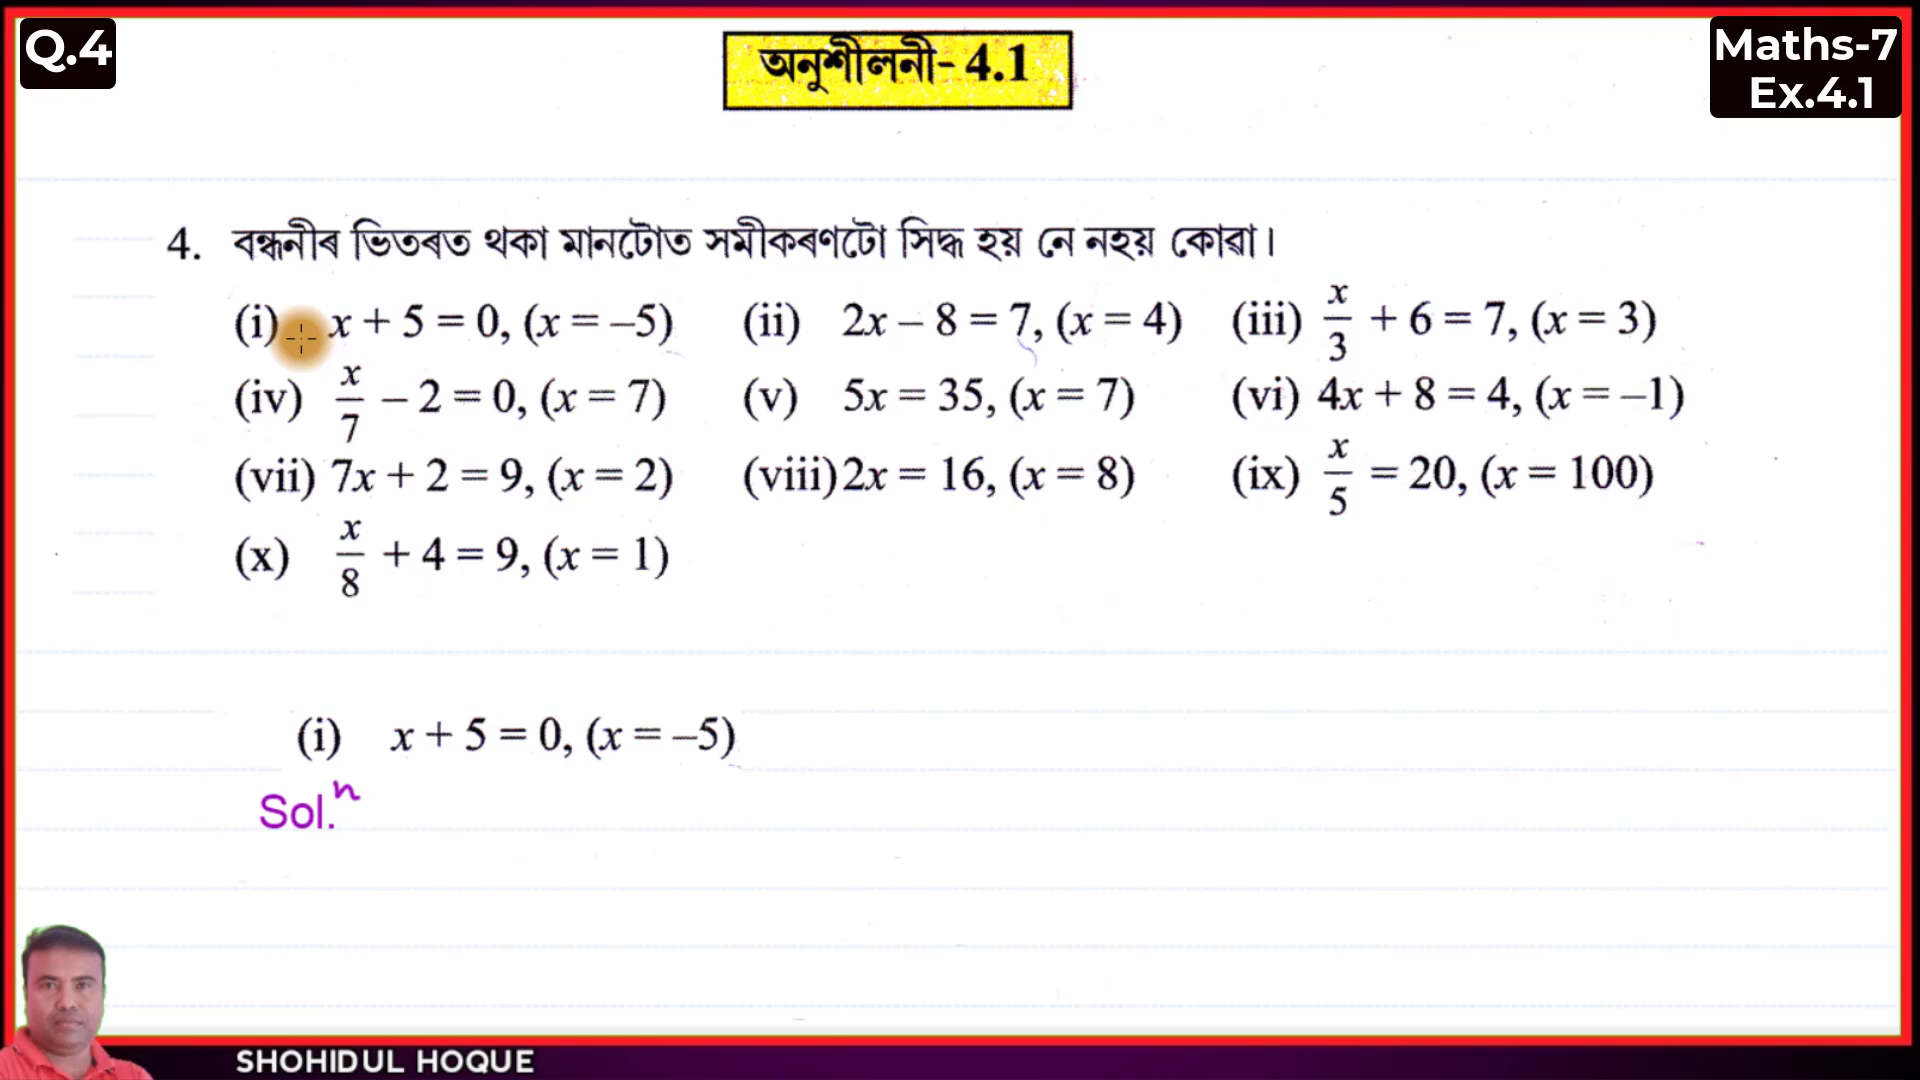 Q.4
অনুশীলনী- 4.1
Maths-7
Ex.4.1
4. বন্ধনীৰ ভিতৰত থকা মানটোত সমীকৰণটো সিদ্ধ হয় নে নহয় কোৱা।
(i) x + 5 = 0, (x = –5) (ii) 2x – 8 = 7, (x = 4) (iii) x/3 + 6 = 7, (x = 3)
(iv) x/7 – 2 = 0, (x = 7) (v) 5x = 35, (x = 7) (vi) 4x + 8 = 4, (x = –1)
(vii) 7x + 2 = 9, (x = 2) (viii) 2x = 16, (x = 8) (ix) x/5 = 20, (x = 100)
(x) x/8 + 4 = 9, (x = 1)
(i) x + 5 = 0, (x = –5)
Sol.n
SHOHIDUL HOQUE